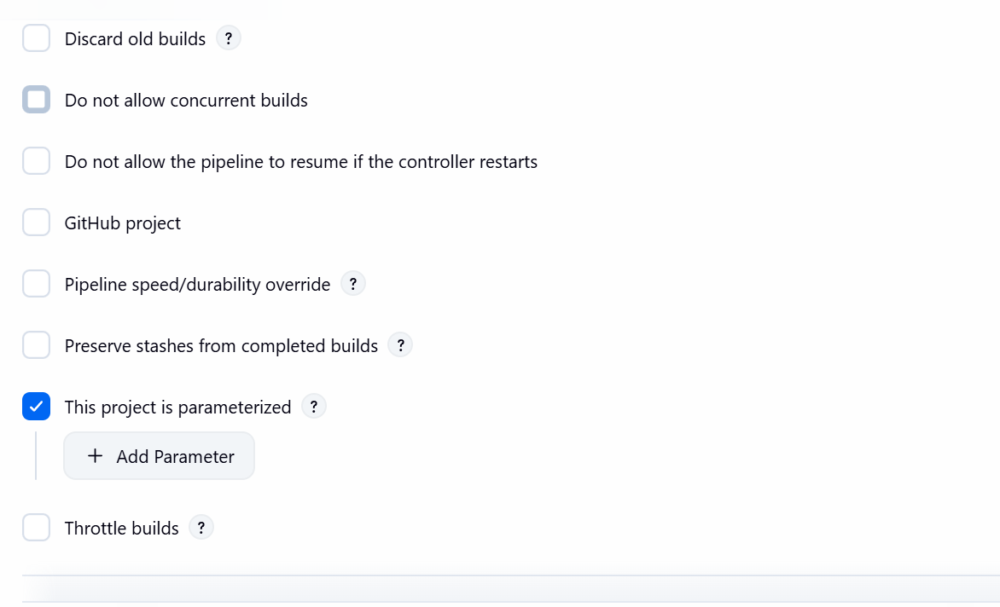 Discard old builds ?
Do not allow concurrent builds
Do not allow the pipeline to resume if the controller restarts
GitHub project
Pipeline speed/durability override ?
Preserve stashes from completed builds ?
This project is parameterized ?
+ Add Parameter
Throttle builds ?